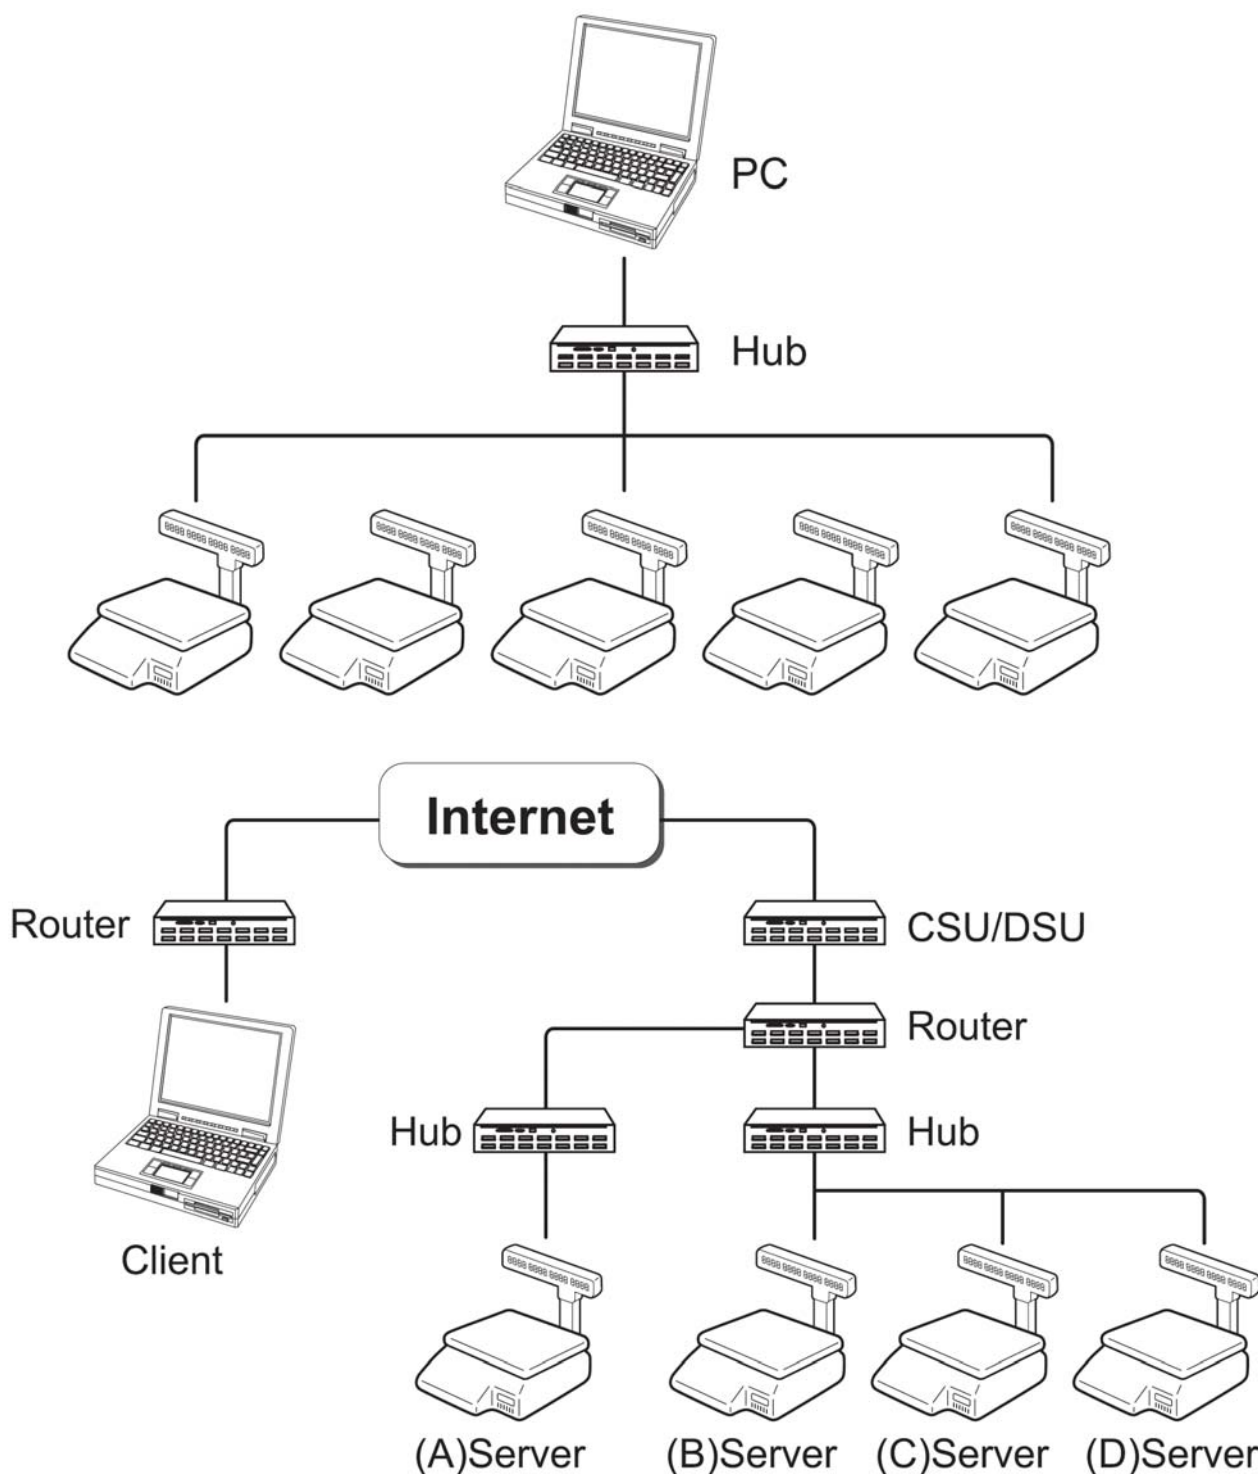 PC
Hub
Internet
Router
CSU/DSU
Router
Hub
Hub
Client
(A)Server
(B)Server
(C)Server
(D)Server